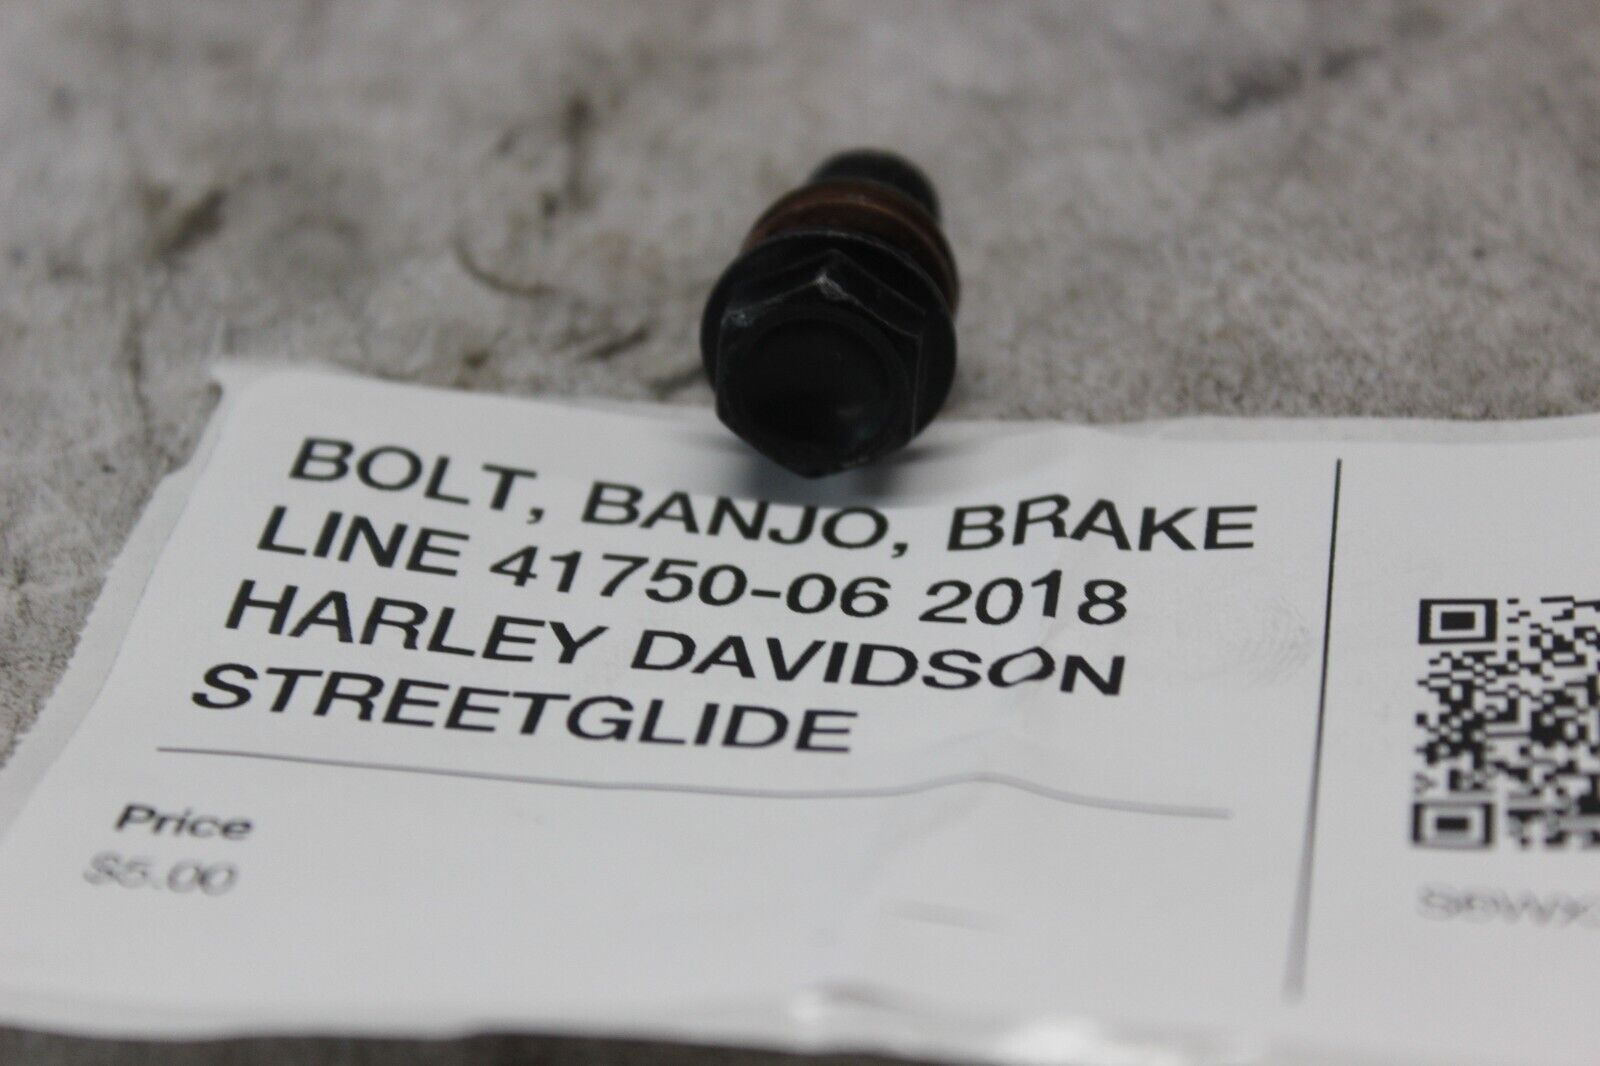 BOLT, BANJO, BRAKE
LINE 41750-06 2018
HARLEY DAVIDSON
STREETGLIDE
Price
$5.00